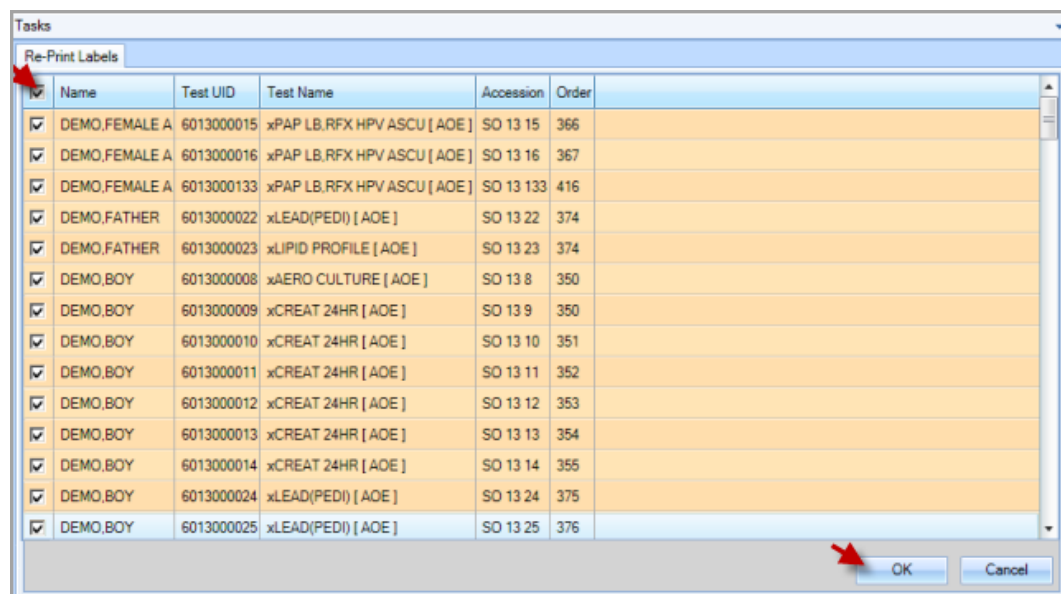 Tasks
Re-Print Labels
Name Test UID Test Name Accession Order
DEMO,FEMALE A 6013000015 xPAP LB,RFX HPV ASCU [ AOE ] SO 13 15 366
DEMO,FEMALE A 6013000016 xPAP LB,RFX HPV ASCU [ AOE ] SO 13 16 367
DEMO,FEMALE A 6013000133 xPAP LB,RFX HPV ASCU [ AOE ] SO 13 133 416
DEMO,FATHER 6013000022 xLEAD(PEDI) [ AOE ] SO 13 22 374
DEMO,FATHER 6013000023 xLIPID PROFILE [ AOE ] SO 13 23 374
DEMO,BOY 6013000008 xAERO CULTURE [ AOE ] SO 13 8 350
DEMO,BOY 6013000009 xCREAT 24HR [ AOE ] SO 13 9 350
DEMO,BOY 6013000010 xCREAT 24HR [ AOE ] SO 13 10 351
DEMO,BOY 6013000011 xCREAT 24HR [ AOE ] SO 13 11 352
DEMO,BOY 6013000012 xCREAT 24HR [ AOE ] SO 13 12 353
DEMO,BOY 6013000013 xCREAT 24HR [ AOE ] SO 13 13 354
DEMO,BOY 6013000014 xCREAT 24HR [ AOE ] SO 13 14 355
DEMO,BOY 6013000024 xLEAD(PEDI) [ AOE ] SO 13 24 375
DEMO,BOY 6013000025 xLEAD(PEDI) [ AOE ] SO 13 25 376
OK Cancel